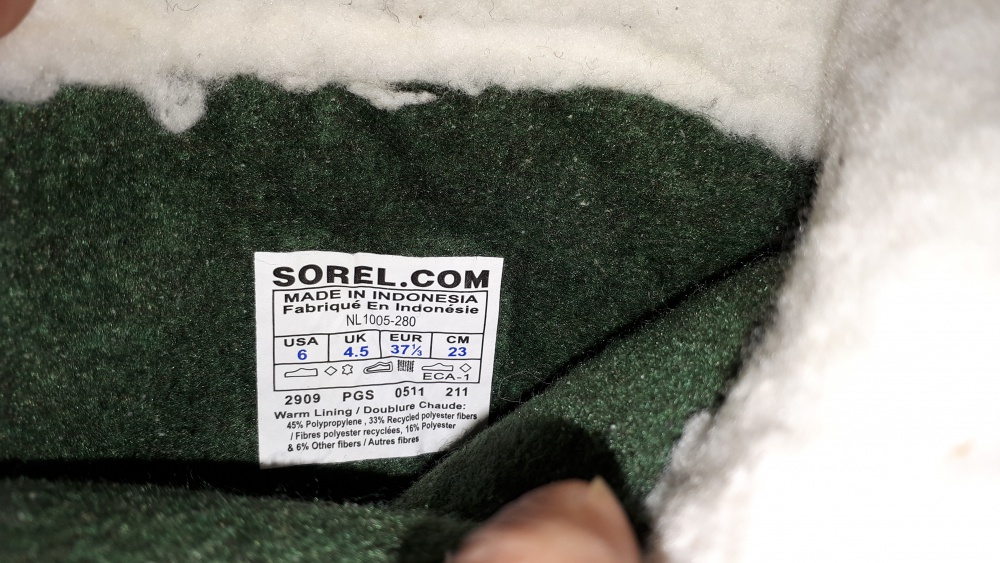 SOREL.COM
MADE IN INDONESIA
Fabriqué En Indonésie
NL1005-280
USA UK EUR CM
6 4.5 37⅓ 23
ECA-1
2909 PGS 0511 211
Warm Lining / Doublure Chaude:
45% Polypropylene , 33% Recycled polyester fibers
/ Fibres polyester recyclées, 16% Polyester
& 6% Other fibers / Autres fibres